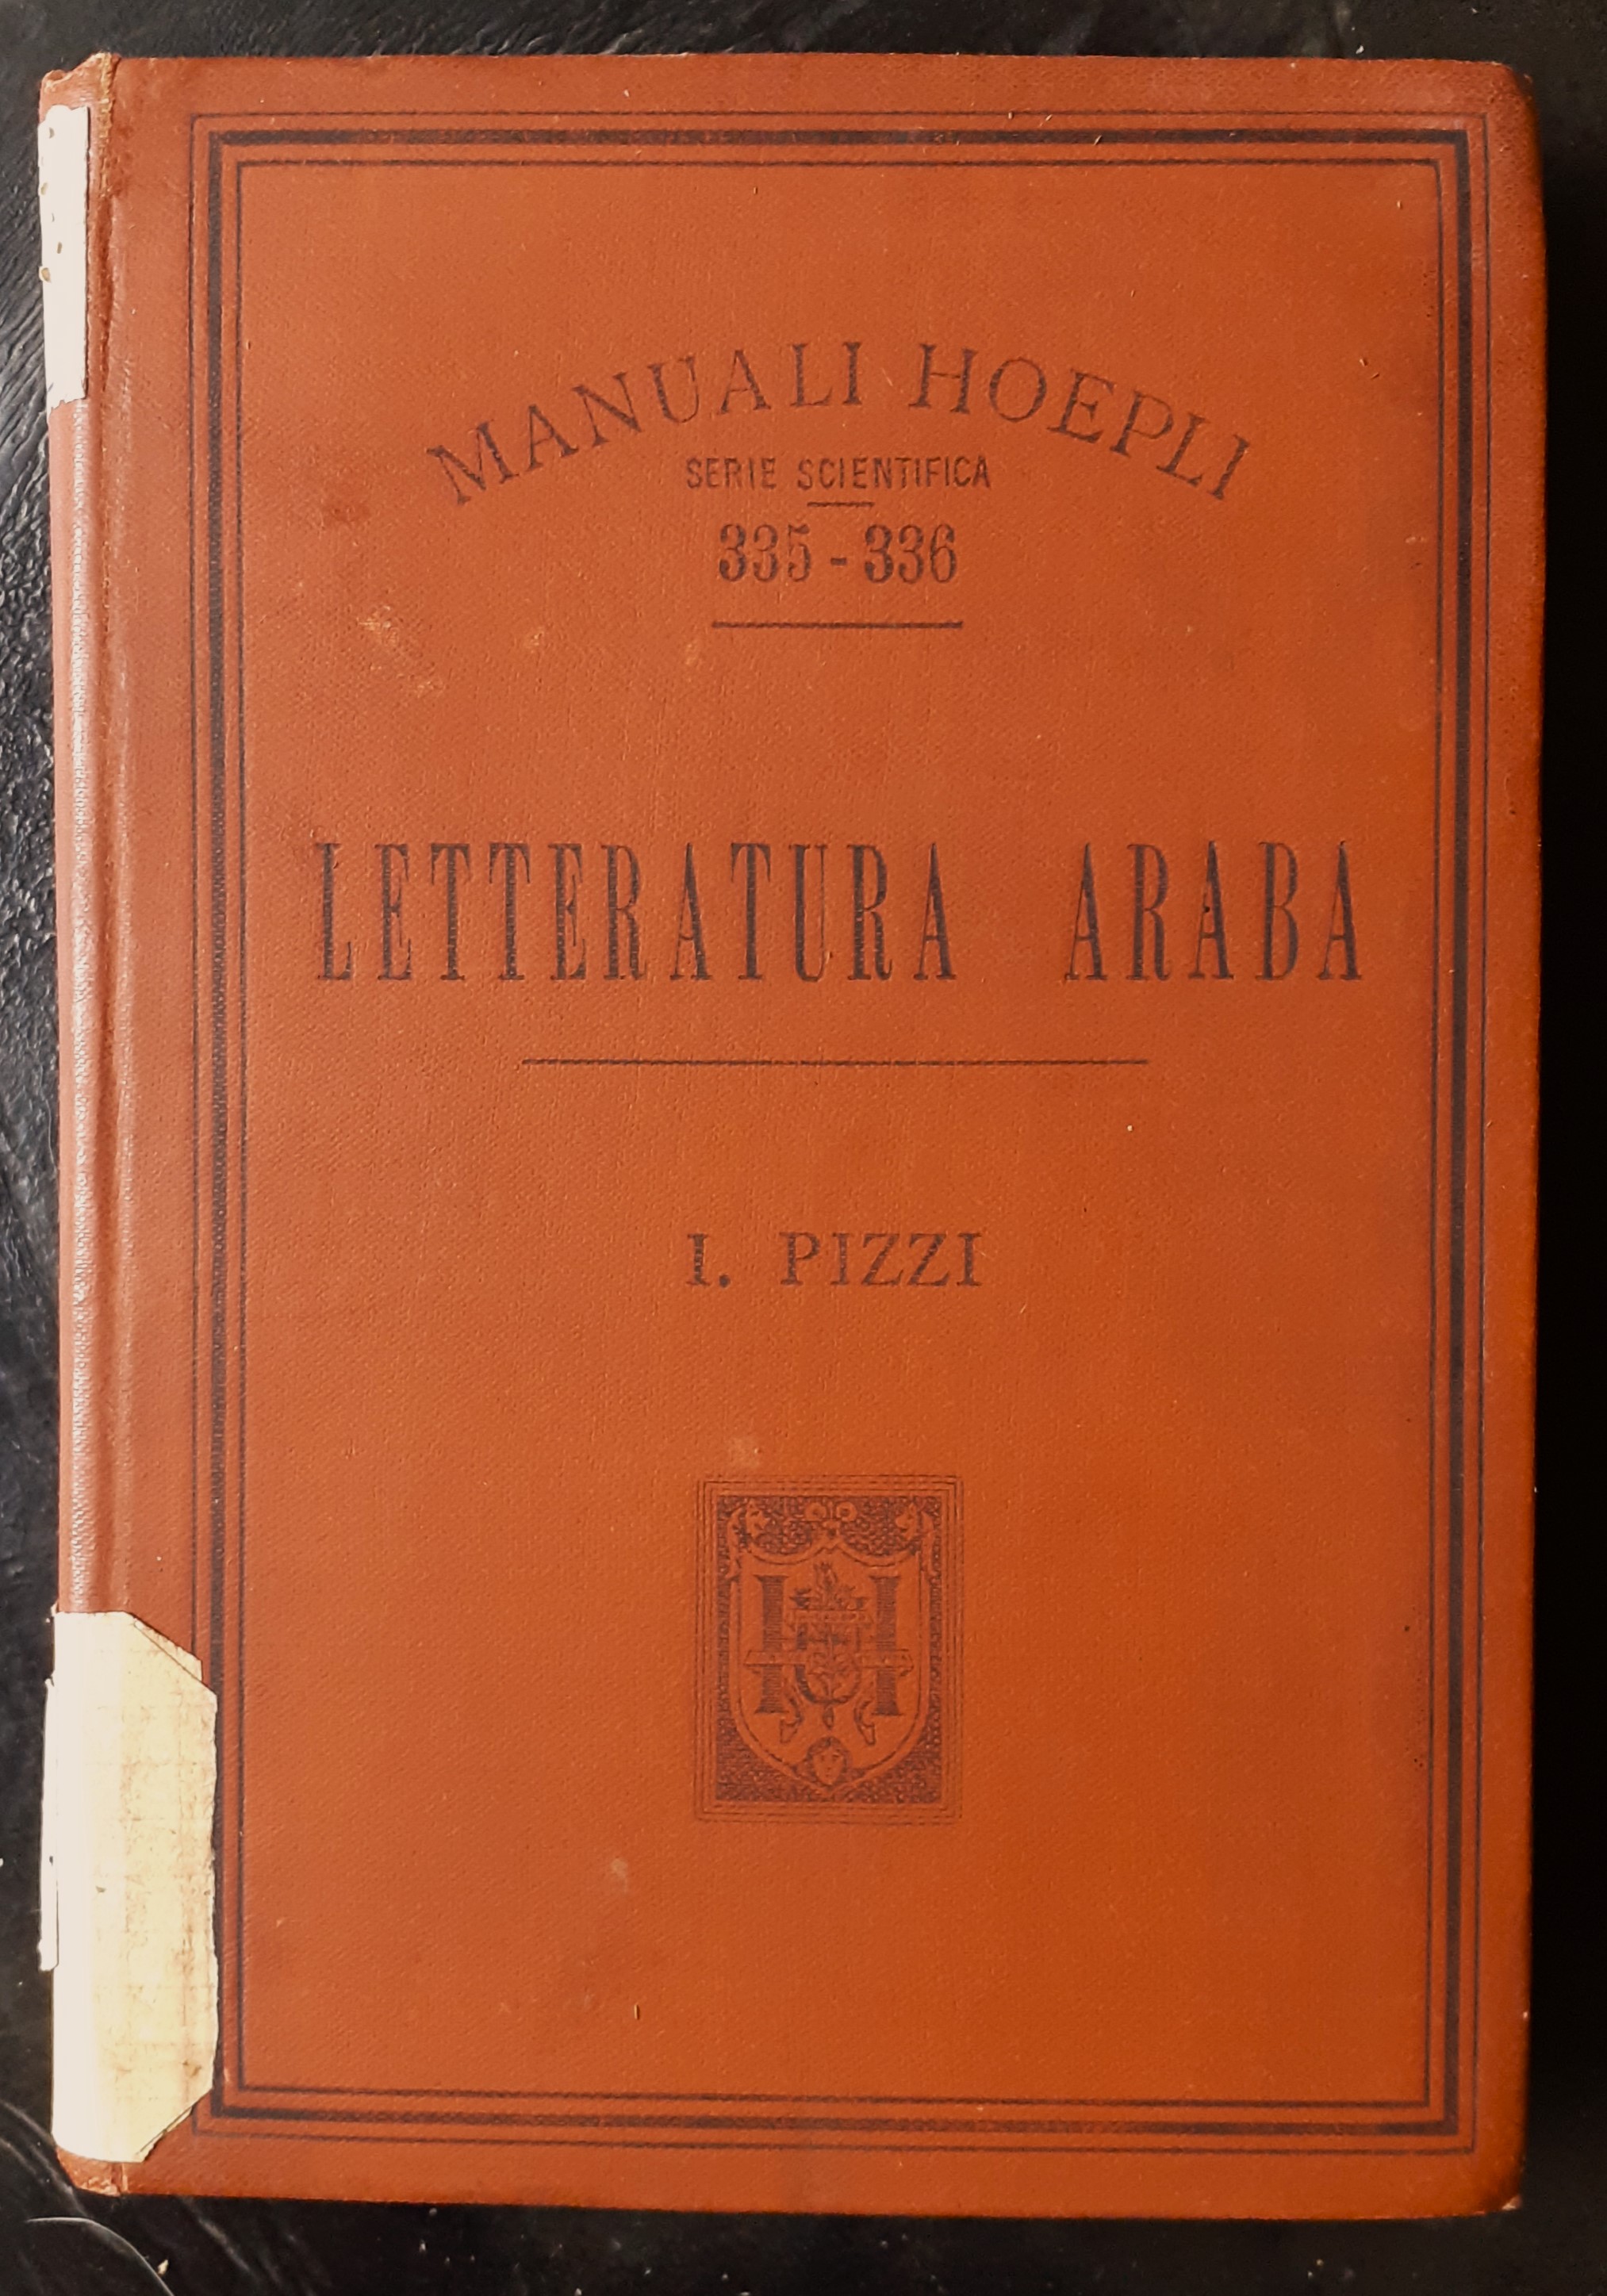 MANUALI HOEPLI
SERIE SCIENTIFICA
335-336
LETTERATURA ARABA
I. PIZZI